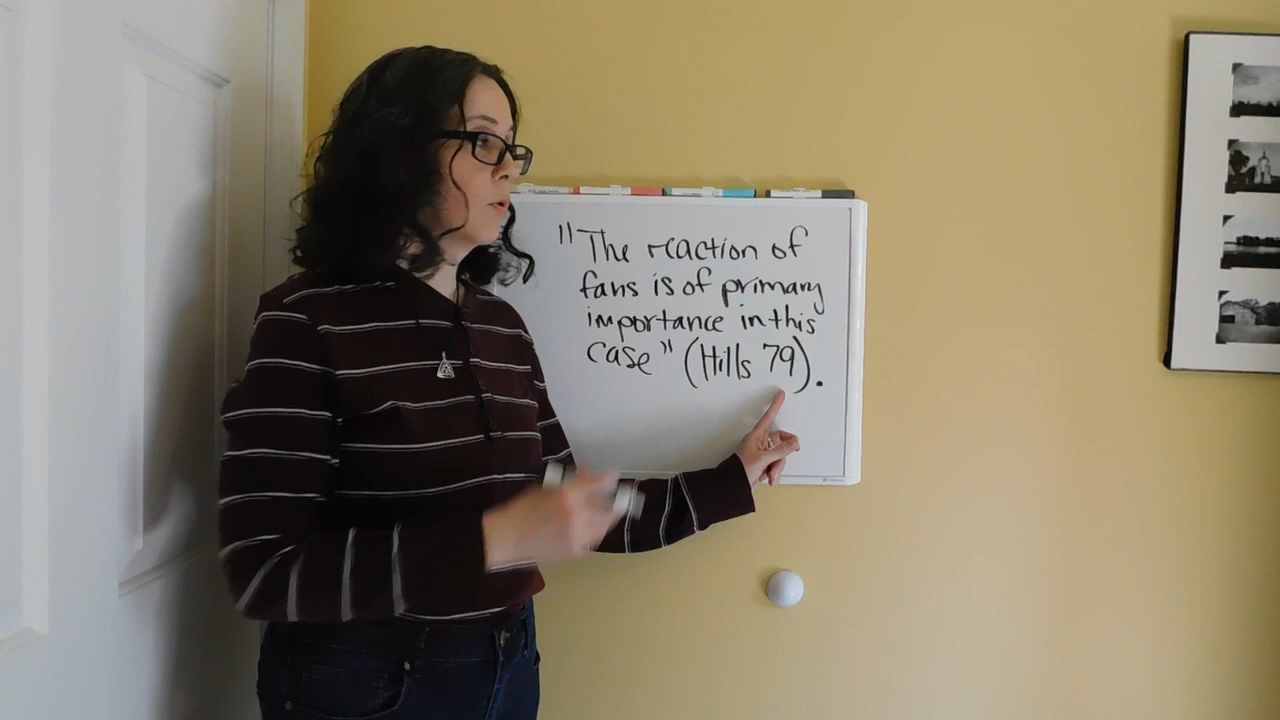 "The reaction of
fans is of primary
importance in this
case" (Hills 79).